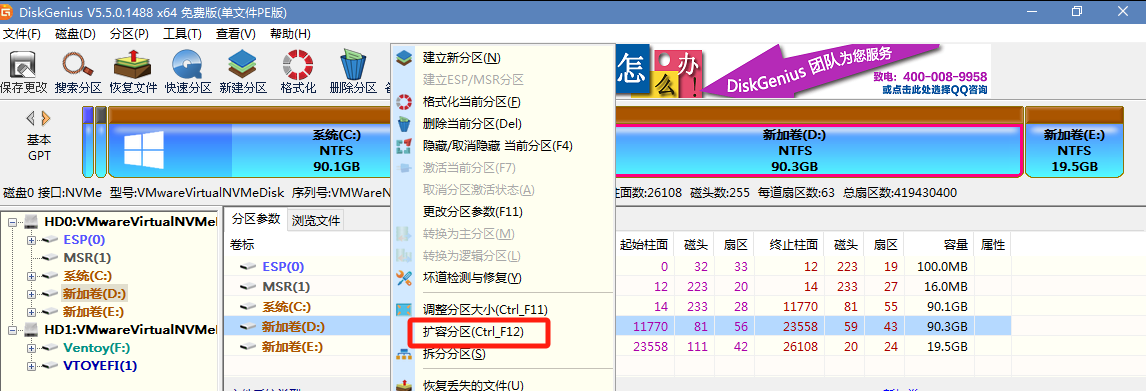 DiskGenius V5.5.0.1488 x64 免费版(单文件PE版)
文件(F) 磁盘(D) 分区(P) 工具(T) 查看(V) 帮助(H)
保存更改 搜索分区 恢复文件 快速分区 新建分区 格式化 删除分区
怎么办!
DiskGenius 团队为您服务
致电: 400-008-9958
或点击此处选择QQ咨询
基本
GPT
系统(C:)
NTFS
90.1GB
新加卷(D:)
NTFS
90.3GB
新加卷(E:)
NTFS
19.5GB
磁盘0 接口:NVMe 型号:VMwareVirtualNVMeDisk 序列号:VMWareN
柱面数:26108 磁头数:255 每道扇区数:63 总扇区数:419430400
HD0:VMwareVirtualNVMe
ESP(0)
MSR(1)
系统(C:)
新加卷(D:)
新加卷(E:)
HD1:VMwareVirtualNVMe
Ventoy(F:)
VTOYEFI(1)
分区参数 浏览文件
卷标 起始柱面 磁头 扇区 终止柱面 磁头 扇区 容量 属性
ESP(0) 0 32 33 12 223 19 100.0MB
MSR(1) 12 223 20 14 233 27 16.0MB
系统(C:) 14 233 28 11770 81 55 90.1GB
新加卷(D:) 11770 81 56 23558 59 43 90.3GB
新加卷(E:) 23558 111 42 26108 20 24 19.5GB
建立新分区(N)
建立ESP/MSR分区
格式化当前分区(F)
删除当前分区(Del)
隐藏/取消隐藏 当前分区(F4)
激活当前分区(F7)
取消分区激活状态(A)
更改分区参数(F11)
转换为主分区(M)
转换为逻辑分区(L)
坏道检测与修复(Y)
调整分区大小(Ctrl_F11)
扩容分区(Ctrl_F12)
拆分分区(S)
恢复丢失的文件(U)